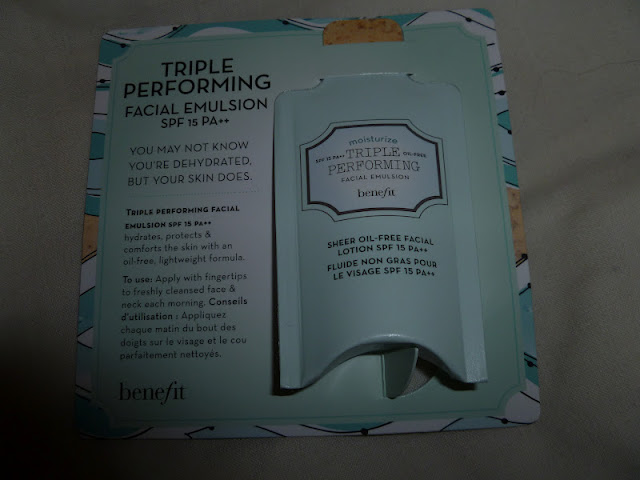 TRIPLE
PERFORMING
FACIAL EMULSION
SPF 15 PA++
YOU MAY NOT KNOW
YOU'RE DEHYDRATED,
BUT YOUR SKIN DOES.
TRIPLE PERFORMING FACIAL
EMULSION SPF 15 PA++
hydrates, protects &
comforts the skin with an
oil-free, lightweight formula.
To use: Apply with fingertips
to freshly cleansed face &
neck each morning. Conseils
d'utilisation : Appliquez
chaque matin du bout des
doigts sur le visage et le cou
parfaitement nettoyés.
benefit
moisturize
SPF 15 PA++ TRIPLE OIL-FREE
PERFORMING
FACIAL EMULSION
benefit
SHEER OIL-FREE FACIAL
LOTION SPF 15 PA++
FLUIDE NON GRAS POUR
LE VISAGE SPF 15 PA++